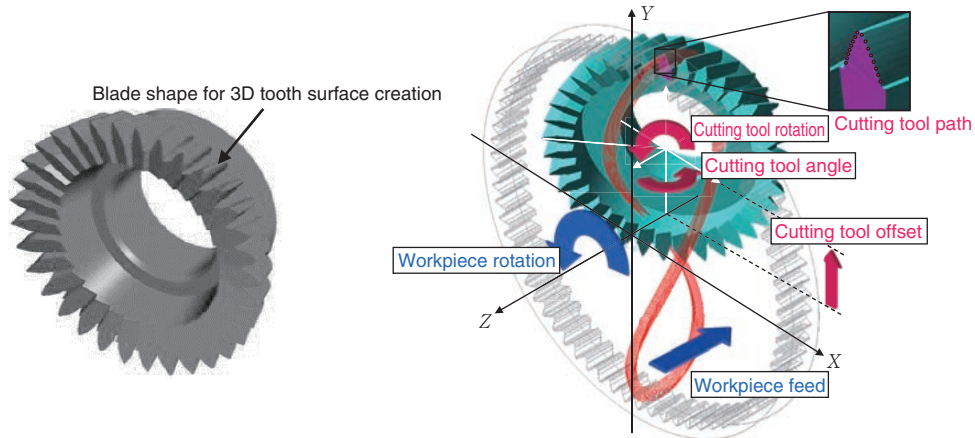 Blade shape for 3D tooth surface creation
Y
Cutting tool rotation
Cutting tool path
Cutting tool angle
Cutting tool offset
Workpiece rotation
Z
X
Workpiece feed